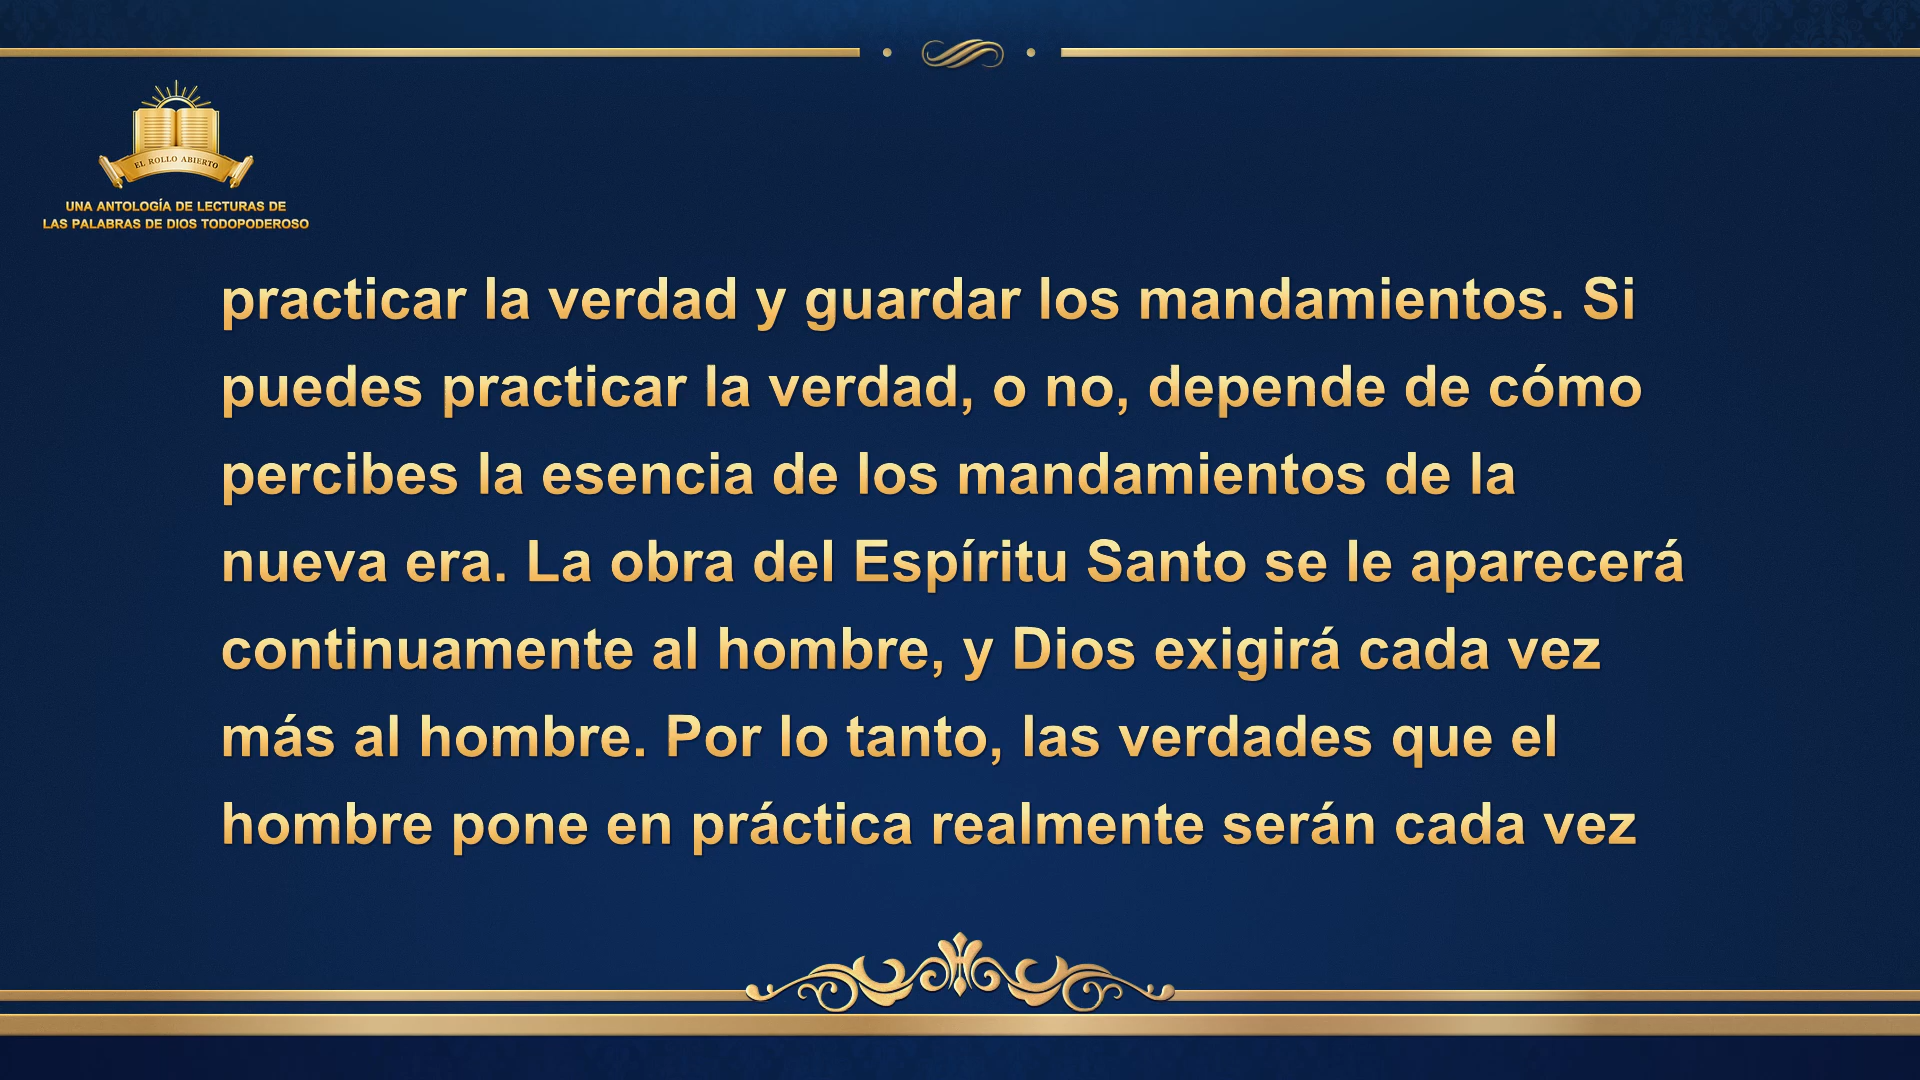 EL ROLLO ABIERTO
UNA ANTOLOGÍA DE LECTURAS DE
LAS PALABRAS DE DIOS TODOPODEROSO
practicar la verdad y guardar los mandamientos. Si
puedes practicar la verdad, o no, depende de cómo
percibes la esencia de los mandamientos de la
nueva era. La obra del Espíritu Santo se le aparecerá
continuamente al hombre, y Dios exigirá cada vez
más al hombre. Por lo tanto, las verdades que el
hombre pone en práctica realmente serán cada vez